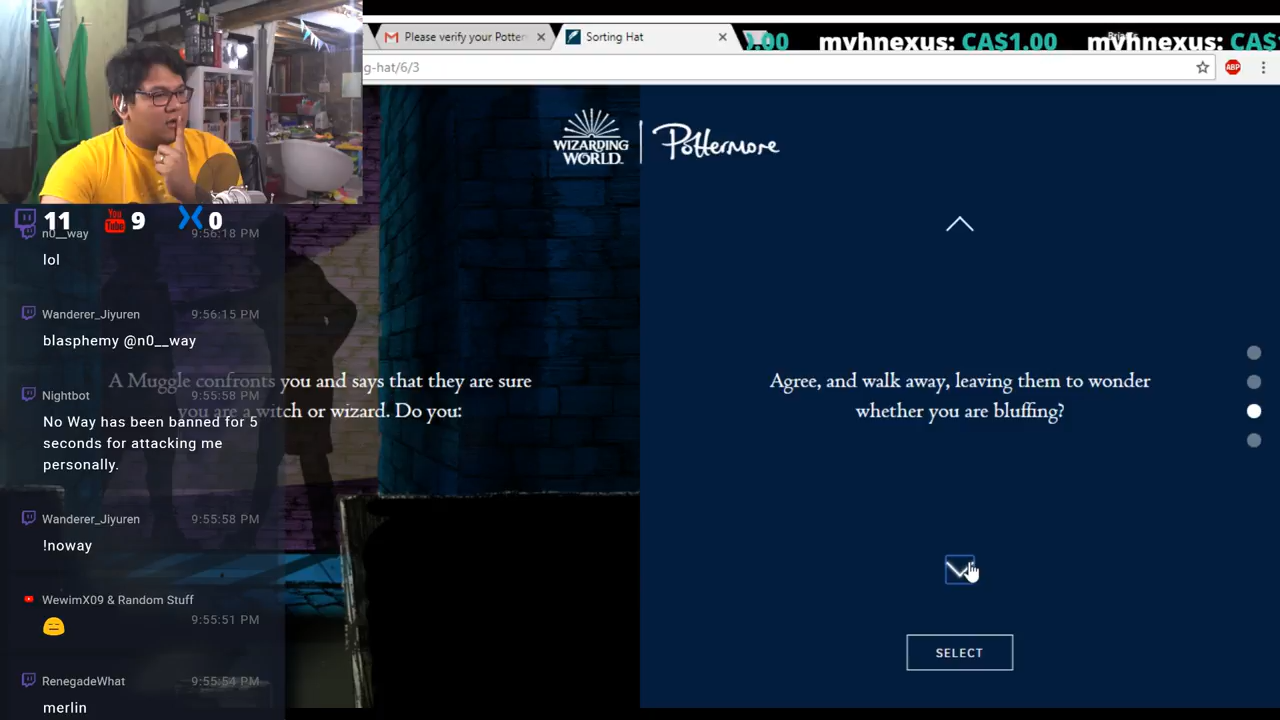 Please verify your Potter
Sorting Hat
.00 myhnexus: CA$1.00 myhnexus: CA$
g-hat/6/3
ABP
WIZARDING
WORLD
Pottermore
11
You
Tube
9
0
n0__way 9:56:18 PM
lol
Wanderer_Jiyuren 9:56:15 PM
blasphemy @n0__way
Nightbot 9:55:58 PM
No Way has been banned for 5
seconds for attacking me
personally.
Wanderer_Jiyuren 9:55:58 PM
!noway
WewimX09 & Random Stuff
9:55:51 PM
RenegadeWhat 9:55:54 PM
merlin
A Muggle confronts you and says that they are sure
you are a witch or wizard. Do you:
Agree, and walk away, leaving them to wonder
whether you are bluffing?
SELECT